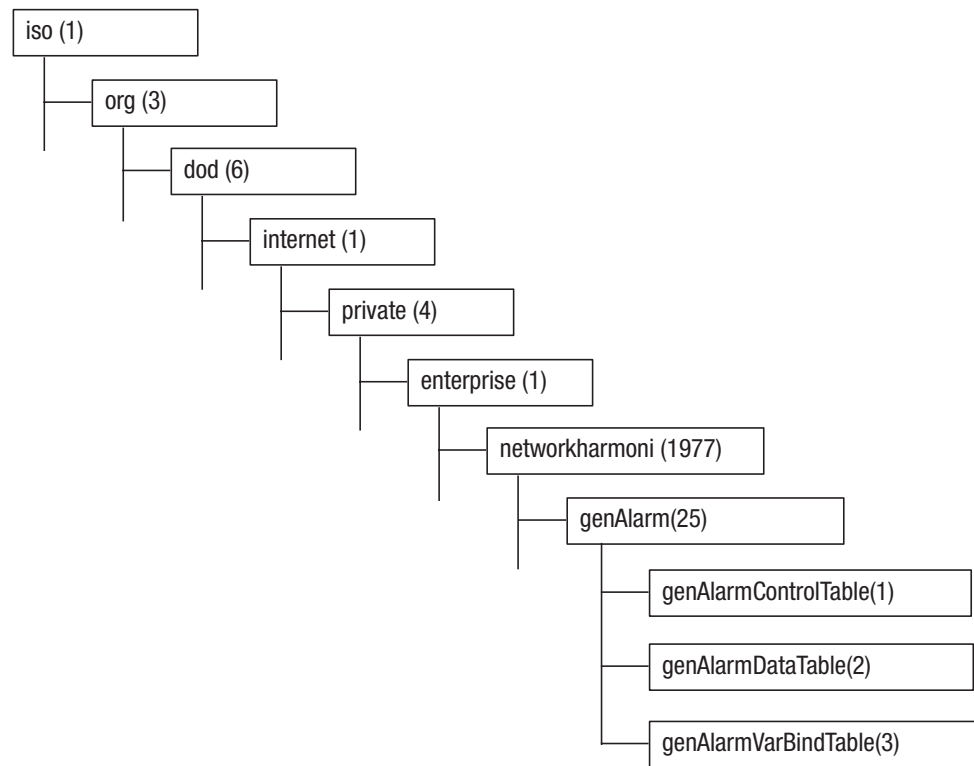 iso (1)
org (3)
dod (6)
internet (1)
private (4)
enterprise (1)
networkharmoni (1977)
genAlarm(25)
genAlarmControlTable(1)
genAlarmDataTable(2)
genAlarmVarBindTable(3)